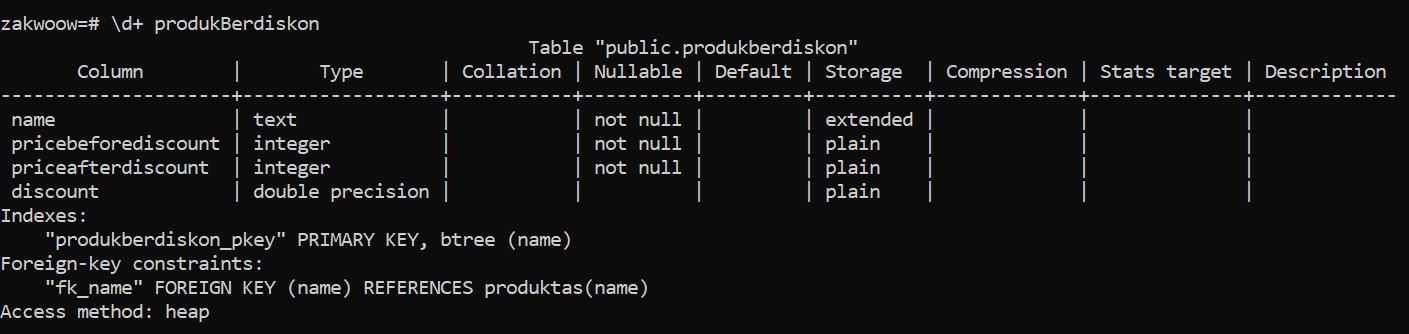 zakwoow=# \d+ produkBerdiskon
                                                Table "public.produkberdiskon"
       Column        |       Type       | Collation | Nullable | Default | Storage  | Compression | Stats target | Description
---------------------+------------------+-----------+----------+---------+----------+-------------+--------------+-------------
 name                | text             |           | not null |         | extended |             |              |
 pricebeforediscount | integer          |           | not null |         | plain    |             |              |
 priceafterdiscount  | integer          |           | not null |         | plain    |             |              |
 discount            | double precision |           |          |         | plain    |             |              |
Indexes:
    "produkberdiskon_pkey" PRIMARY KEY, btree (name)
Foreign-key constraints:
    "fk_name" FOREIGN KEY (name) REFERENCES produktas(name)
Access method: heap